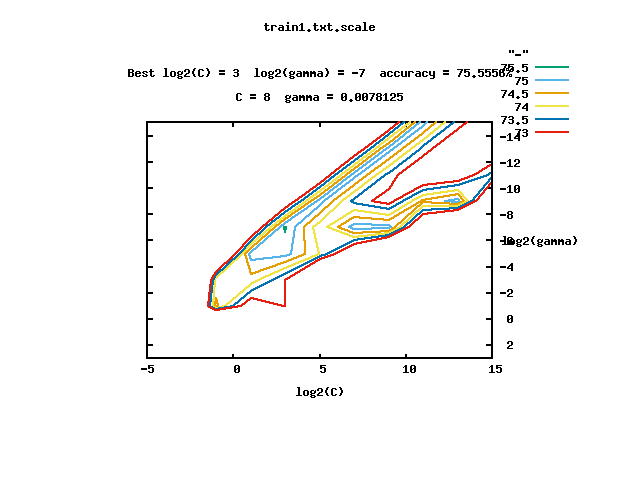 train1.txt.scale
"-"
Best log2(C) = 3 log2(gamma) = -7 accuracy = 75.5556%
75.5
75
C = 8 gamma = 0.0078125
74.5
74
73.5
73
-14
-12
-10
-8
-6
log2(gamma)
-4
-2
0
2
-5 0 5 10 15
log2(C)